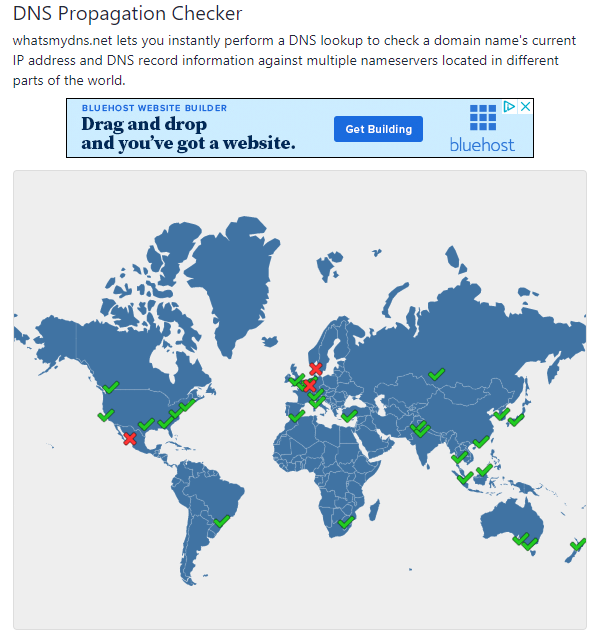 DNS Propagation Checker
whatsmydns.net lets you instantly perform a DNS lookup to check a domain name's current
IP address and DNS record information against multiple nameservers located in different
parts of the world.
BLUEHOST WEBSITE BUILDER
Drag and drop
and you've got a website.
Get Building
bluehost